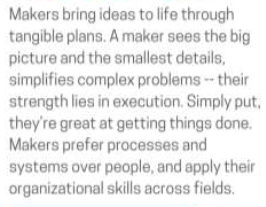 Makers bring ideas to life through
tangible plans. A maker sees the big
picture and the smallest details,
simplifies complex problems -- their
strength lies in execution. Simply put,
they're great at getting things done.
Makers prefer processes and
systems over people, and apply their
organizational skills across fields.